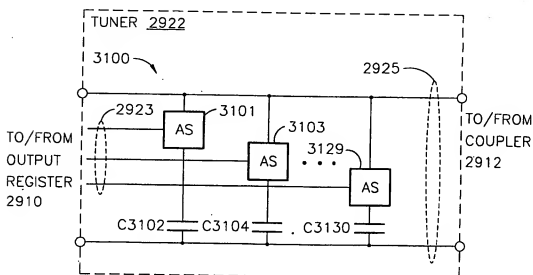 TUNER 2922
3100
2925
2923
3101
AS
3103
AS
3129
AS
TO/FROM
OUTPUT
REGISTER
2910
TO/FROM
COUPLER
2912
C3102
C3104
C3130